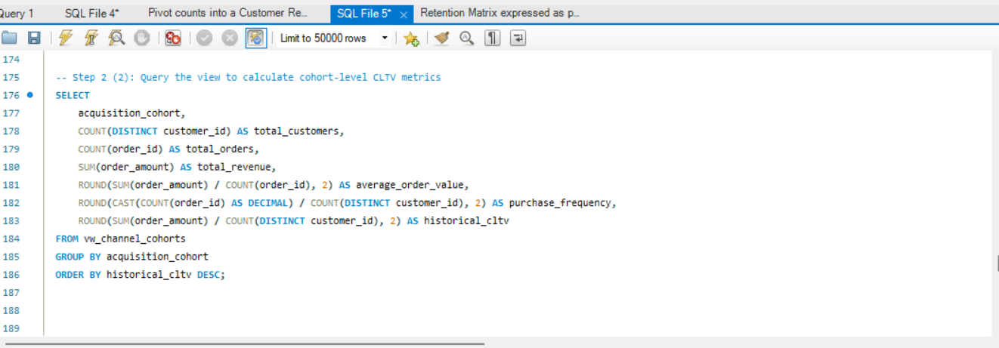 Query 1 SQL File 4* Pivot counts into a Customer Re... SQL File 5* Retention Matrix expressed as p...
Limit to 50000 rows
174
175 -- Step 2 (2): Query the view to calculate cohort-level CLTV metrics
176 SELECT
177 acquisition_cohort,
178 COUNT(DISTINCT customer_id) AS total_customers,
179 COUNT(order_id) AS total_orders,
180 SUM(order_amount) AS total_revenue,
181 ROUND(SUM(order_amount) / COUNT(order_id), 2) AS average_order_value,
182 ROUND(CAST(COUNT(order_id) AS DECIMAL) / COUNT(DISTINCT customer_id), 2) AS purchase_frequency,
183 ROUND(SUM(order_amount) / COUNT(DISTINCT customer_id), 2) AS historical_cltv
184 FROM vw_channel_cohorts
185 GROUP BY acquisition_cohort
186 ORDER BY historical_cltv DESC;
187
188
189